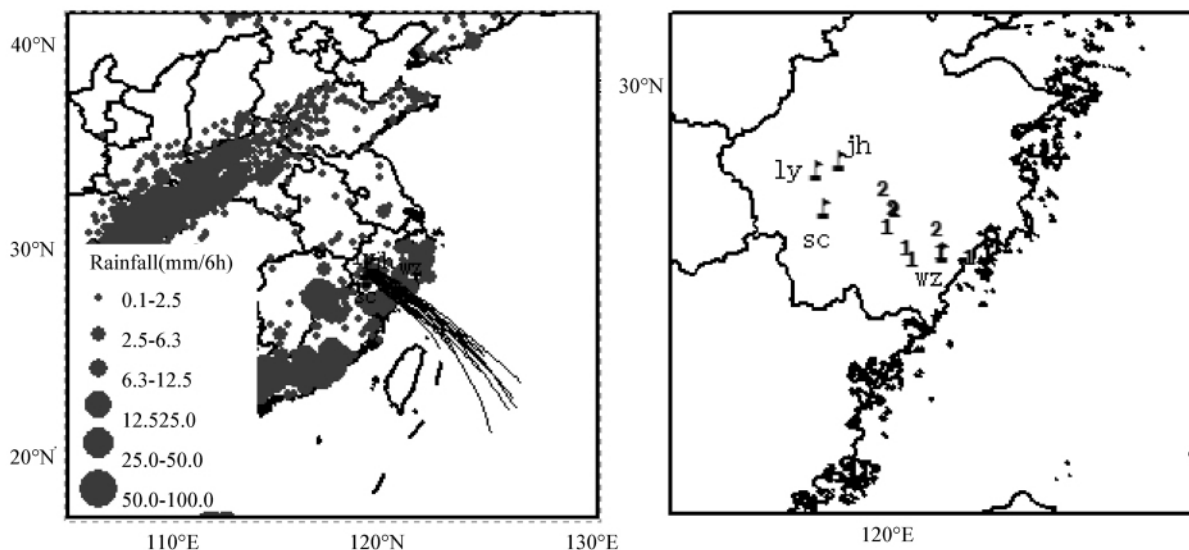 40°N
30°N
20°N
Rainfall(mm/6h)
0.1-2.5
2.5-6.3
6.3-12.5
12.525.0
25.0-50.0
50.0-100.0
wz
sc
110°E
120°E
130°E
30°N
jh
ly
2
2
sc
1
2
1
1
1
wz
120°E